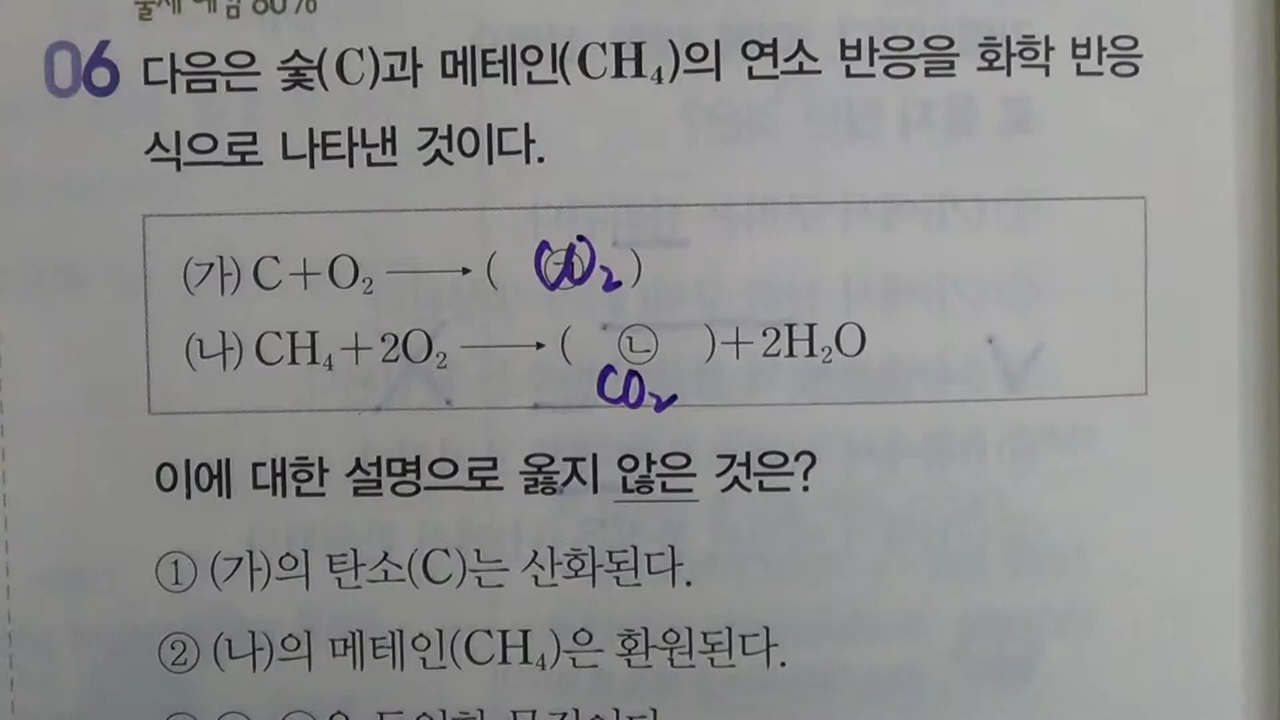 80%
06 다음은 숯(C)과 메테인(CH₄)의 연소 반응을 화학 반응
식으로 나타낸 것이다.
(가) C+O₂ ⟶ ( CO₂ )
(나) CH₄+2O₂ ⟶ ( ㉡ )+2H₂O
CO₂
이에 대한 설명으로 옳지 않은 것은?
① (가)의 탄소(C)는 산화된다.
② (나)의 메테인(CH₄)은 환원된다.